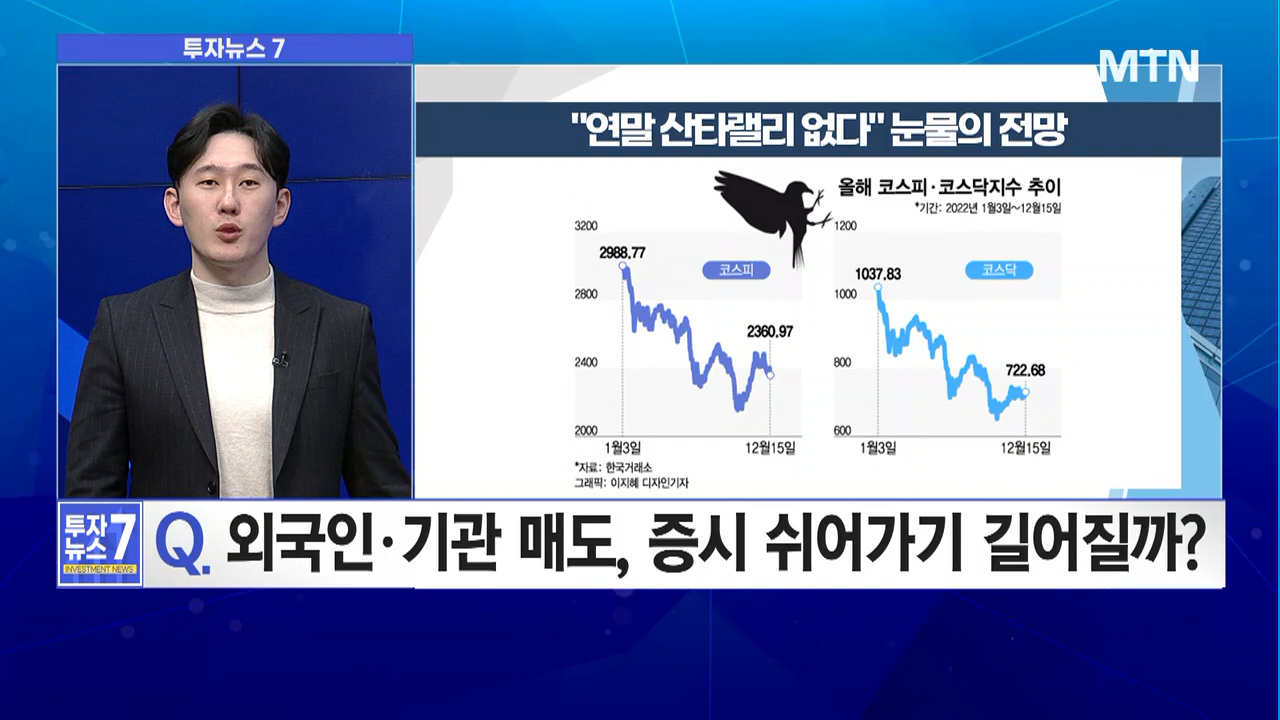 투자뉴스 7
MTN
"연말 산타랠리 없다" 눈물의 전망
올해 코스피·코스닥지수 추이
*기간: 2022년 1월3일~12월15일
3200
2988.77
코스피
2800
2360.97
2400
2000
1월3일
12월15일
1200
1037.83
코스닥
1000
800
722.68
600
1월3일
12월15일
*자료: 한국거래소
그래픽: 이지혜 디자인기자
투자
뉴스 7
INVESTMENT NEWS
Q. 외국인·기관 매도, 증시 쉬어가기 길어질까?